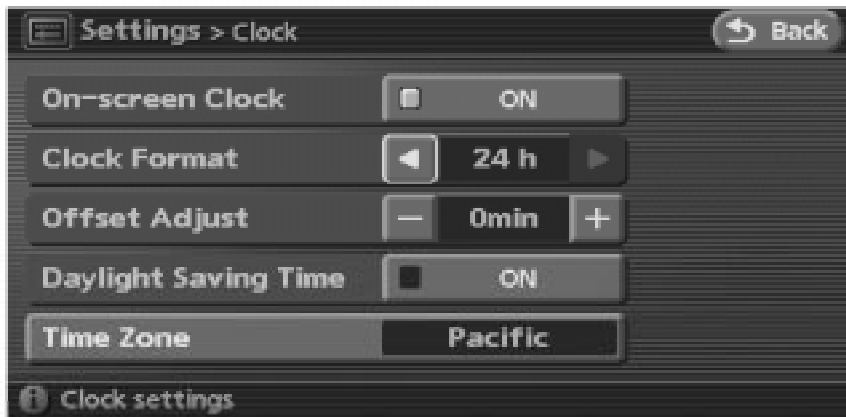 Settings > Clock Back
On-screen Clock ON
Clock Format 24 h
Offset Adjust − 0min +
Daylight Saving Time ON
Time Zone Pacific
Clock settings